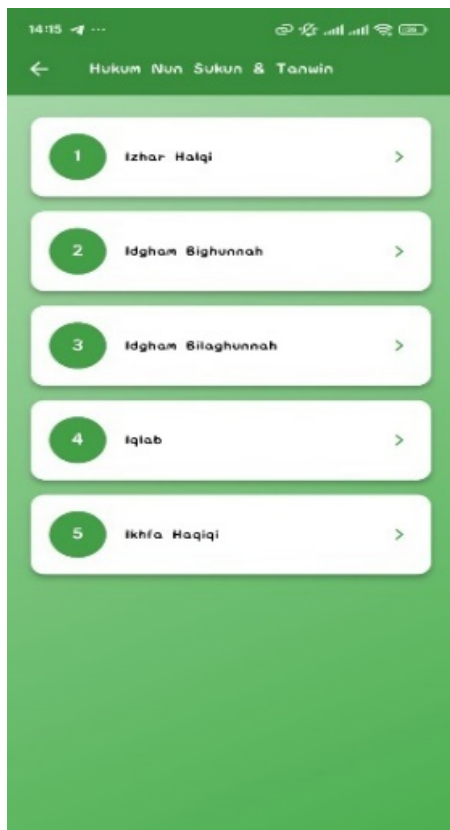 14:15
Hukum Nun Sukun & Tanwin
1 Izhar Halqi
2 Idgham Bighunnah
3 Idgham Bilaghunnah
4 Iqlab
5 Ikhfa Haqiqi